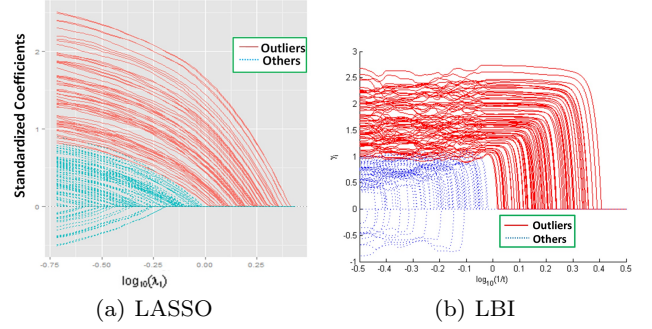 Standardized Coefficients
2
1
0
-0.75
-0.50
-0.25
0.00
0.25
log10(λ1)
Outliers
Others
(a) LASSO
γi
3
2.5
2
1.5
1
0.5
0
-0.5
-1
-0.5
-0.4
-0.3
-0.2
-0.1
0
0.1
0.2
0.3
0.4
0.5
log10(1/t)
Outliers
Others
(b) LBI